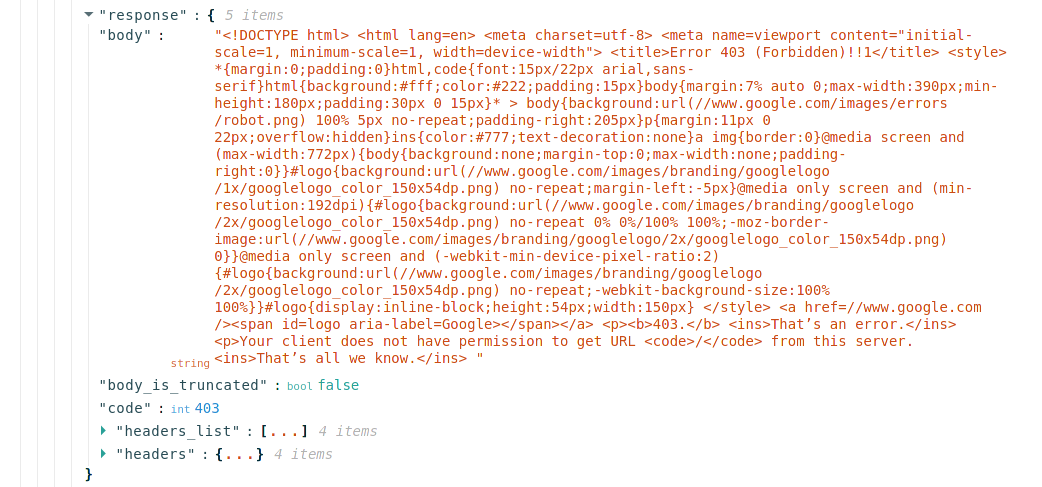 "response" : { 5 items
"body" : "<!DOCTYPE html> <html lang=en> <meta charset=utf-8> <meta name=viewport content="initial-
scale=1, minimum-scale=1, width=device-width"> <title>Error 403 (Forbidden)!!1</title> <style>
*{margin:0;padding:0}html,code{font:15px/22px arial,sans-
serif}html{background:#fff;color:#222;padding:15px}body{margin:7% auto 0;max-width:390px;min-
height:180px;padding:30px 0 15px}* > body{background:url(//www.google.com/images/errors
/robot.png) 100% 5px no-repeat;padding-right:205px}p{margin:11px 0
22px;overflow:hidden}ins{color:#777;text-decoration:none}a img{border:0}@media screen and
(max-width:772px){body{background:none;margin-top:0;max-width:none;padding-
right:0}}#logo{background:url(//www.google.com/images/branding/googlelogo
/1x/googlelogo_color_150x54dp.png) no-repeat;margin-left:-5px}@media only screen and (min-
resolution:192dpi){#logo{background:url(//www.google.com/images/branding/googlelogo
/2x/googlelogo_color_150x54dp.png) no-repeat 0% 0%/100% 100%;-moz-border-
image:url(//www.google.com/images/branding/googlelogo/2x/googlelogo_color_150x54dp.png)
0}}@media only screen and (-webkit-min-device-pixel-ratio:2)
{#logo{background:url(//www.google.com/images/branding/googlelogo
/2x/googlelogo_color_150x54dp.png) no-repeat;-webkit-background-size:100%
100%}}#logo{display:inline-block;height:54px;width:150px} </style> <a href=//www.google.com
/><span id=logo aria-label=Google></span></a> <p><b>403.</b> <ins>That’s an error.</ins>
<p>Your client does not have permission to get URL <code>/</code> from this server.
string <ins>That’s all we know.</ins> "
"body_is_truncated" : bool false
"code" : int 403
"headers_list" : [...] 4 items
"headers" : {...} 4 items
}